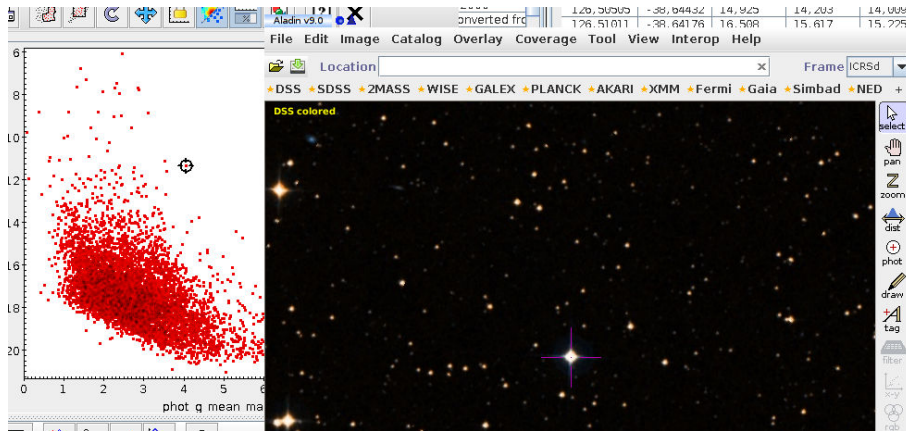 Aladin v9.0
onverted frc
126,50505 -38,64432 14,925 14,203 14,009
126.51011 -38.64176 16.508 15.617 15.225
File Edit Image Catalog Overlay Coverage Tool View Interop Help
Location Frame ICRSd
DSS SDSS 2MASS WISE GALEX PLANCK AKARI XMM Fermi Gaia Simbad NED +
DSS colored
select
pan
zoom
dist
phot
draw
tag
filter
x-y
rgb
6
8
10
12
14
16
18
20
0 1 2 3 4 5 6
phot g mean ma